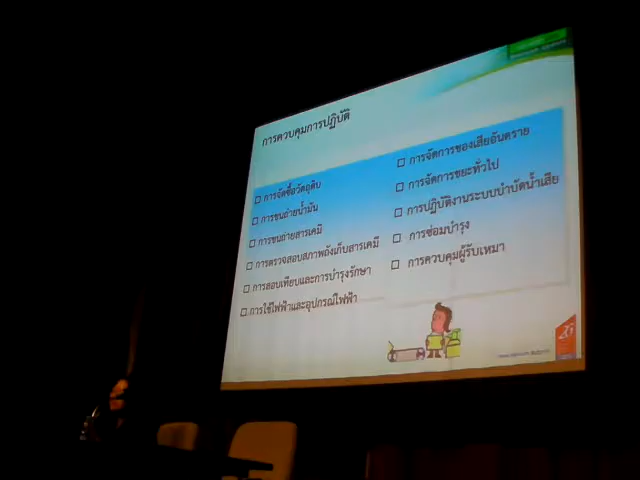 การควบคุมการปฏิบัติ
การจัดซื้อวัตถุดิบ
การขนถ่ายน้ำมัน
การขนถ่ายสารเคมี
การตรวจสอบสภาพถังเก็บสารเคมี
การสอบเทียบและการบำรุงรักษา
การใช้ไฟฟ้าและอุปกรณ์ไฟฟ้า
การจัดการของเสียอันตราย
การจัดการขยะทั่วไป
การปฏิบัติงานระบบบำบัดน้ำเสีย
การซ่อมบำรุง
การควบคุมผู้รับเหมา